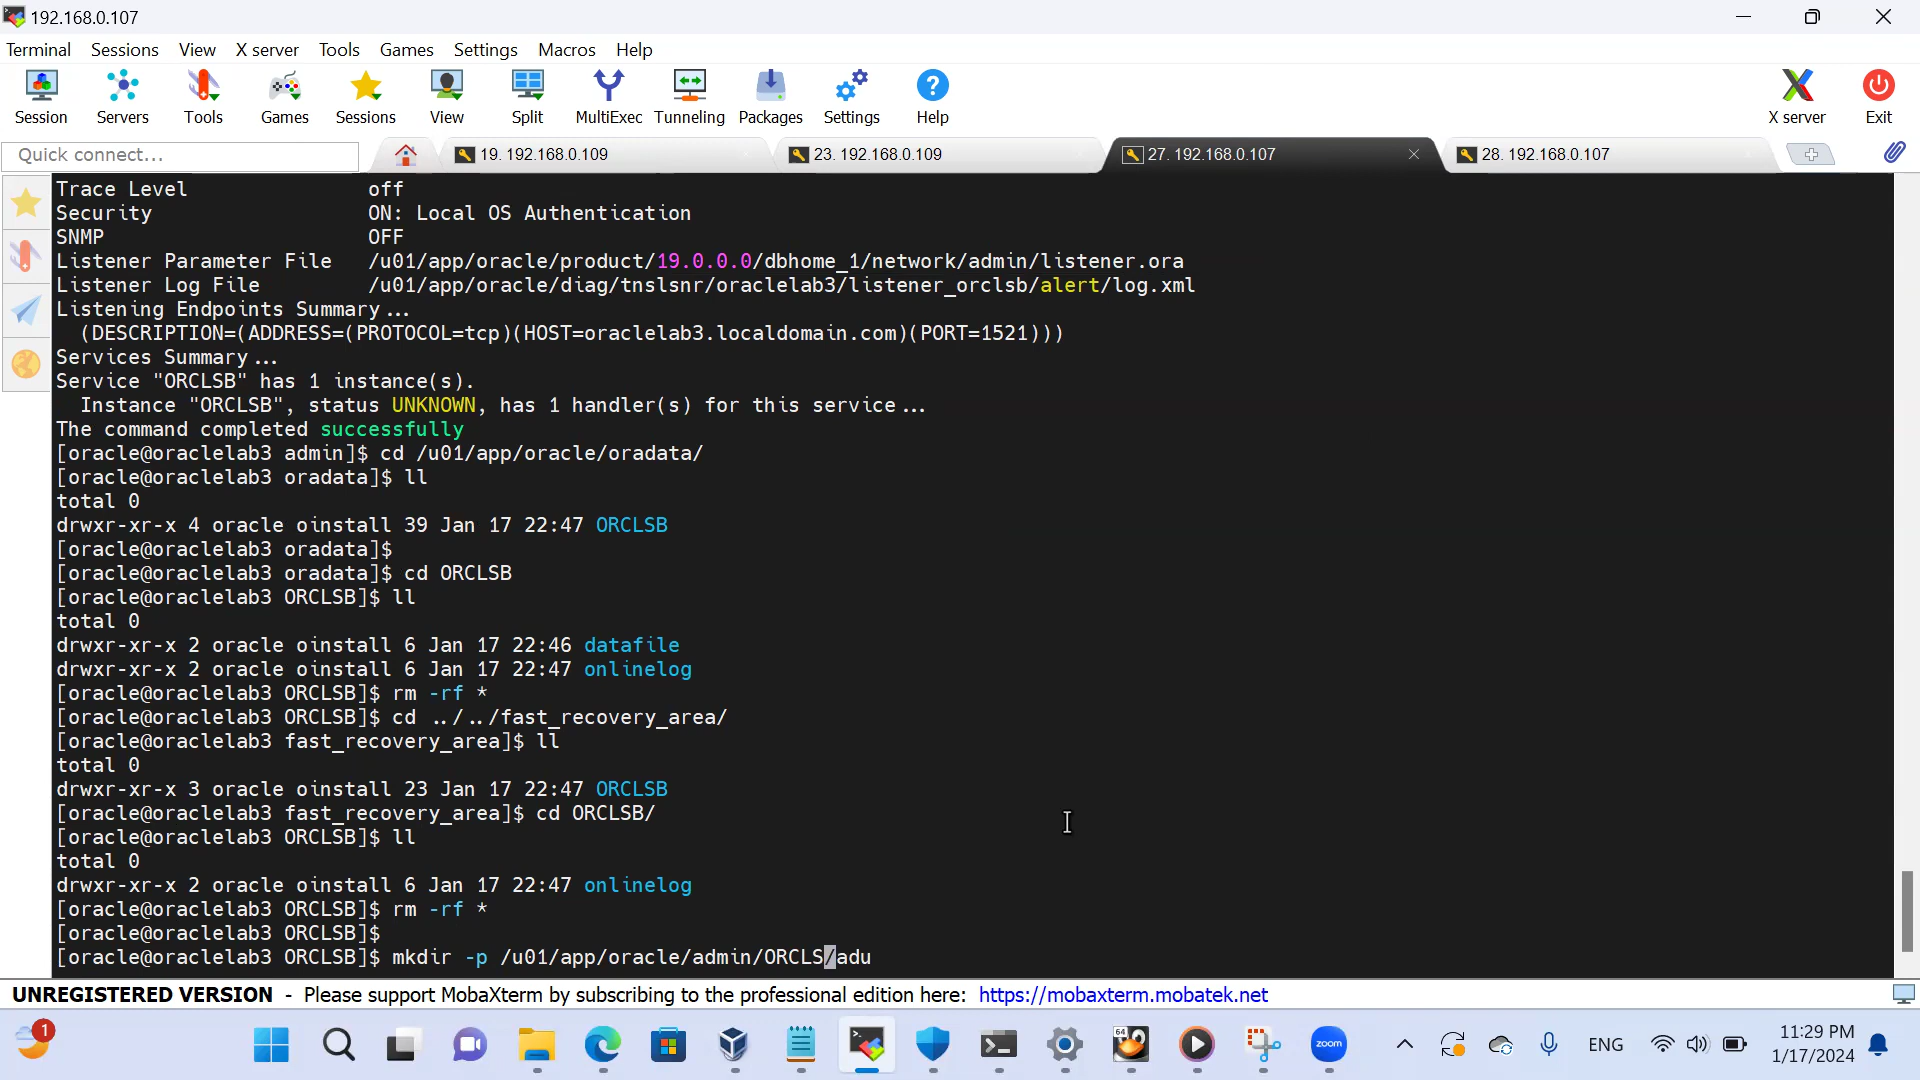 192.168.0.107
Terminal Sessions View X server Tools Games Settings Macros Help
Session Servers Tools Games Sessions View Split MultiExec Tunneling Packages Settings Help X server Exit
Quick connect... 19. 192.168.0.109 23. 192.168.0.109 27. 192.168.0.107 28. 192.168.0.107
Trace Level off
Security ON: Local OS Authentication
SNMP OFF
Listener Parameter File /u01/app/oracle/product/19.0.0.0/dbhome_1/network/admin/listener.ora
Listener Log File /u01/app/oracle/diag/tnslsnr/oraclelab3/listener_orclsb/alert/log.xml
Listening Endpoints Summary...
(DESCRIPTION=(ADDRESS=(PROTOCOL=tcp)(HOST=oraclelab3.localdomain.com)(PORT=1521)))
Services Summary...
Service "ORCLSB" has 1 instance(s).
Instance "ORCLSB", status UNKNOWN, has 1 handler(s) for this service...
The command completed successfully
[oracle@oraclelab3 admin]$ cd /u01/app/oracle/oradata/
[oracle@oraclelab3 oradata]$ ll
total 0
drwxr-xr-x 4 oracle oinstall 39 Jan 17 22:47 ORCLSB
[oracle@oraclelab3 oradata]$
[oracle@oraclelab3 oradata]$ cd ORCLSB
[oracle@oraclelab3 ORCLSB]$ ll
total 0
drwxr-xr-x 2 oracle oinstall 6 Jan 17 22:46 datafile
drwxr-xr-x 2 oracle oinstall 6 Jan 17 22:47 onlinelog
[oracle@oraclelab3 ORCLSB]$ rm -rf *
[oracle@oraclelab3 ORCLSB]$ cd ../../fast_recovery_area/
[oracle@oraclelab3 fast_recovery_area]$ ll
total 0
drwxr-xr-x 3 oracle oinstall 23 Jan 17 22:47 ORCLSB
[oracle@oraclelab3 fast_recovery_area]$ cd ORCLSB/
[oracle@oraclelab3 ORCLSB]$ ll
total 0
drwxr-xr-x 2 oracle oinstall 6 Jan 17 22:47 onlinelog
[oracle@oraclelab3 ORCLSB]$ rm -rf *
[oracle@oraclelab3 ORCLSB]$
[oracle@oraclelab3 ORCLSB]$ mkdir -p /u01/app/oracle/admin/ORCLS/adu
UNREGISTERED VERSION - Please support MobaXterm by subscribing to the professional edition here: https://mobaxterm.mobatek.net
1 64 zoom ENG 11:29 PM
1/17/2024